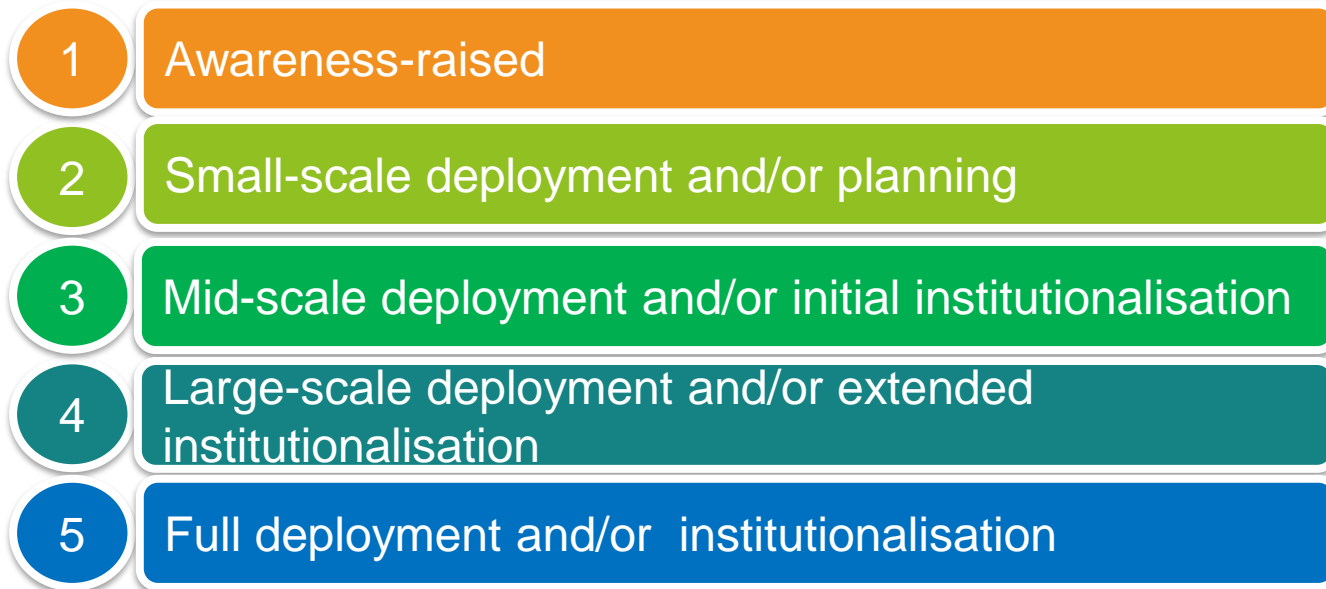 1
Awareness-raised
2
Small-scale deployment and/or planning
3
Mid-scale deployment and/or initial institutionalisation
4
Large-scale deployment and/or extended
institutionalisation
5
Full deployment and/or  institutionalisation